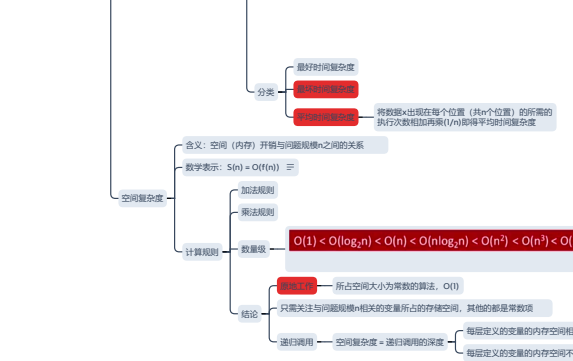 最好时间复杂度
分类
最坏时间复杂度
平均时间复杂度
将数据x出现在每个位置（共n个位置）的所需的
执行次数相加再乘(1/n)即得平均时间复杂度
含义：空间（内存）开销与问题规模n之间的关系
数学表示：S(n) = O(f(n))
空间复杂度
加法规则
乘法规则
计算规则
数量级
O(1) < O(log₂n) < O(n) < O(nlog₂n) < O(n²) < O(n³) < O(
原地工作
所占空间大小为常数的算法，O(1)
结论
只需关注与问题规模n相关的变量所占的存储空间，其他的都是常数项
递归调用
空间复杂度 = 递归调用的深度
每层定义的变量的内存空间相
每层定义的变量的内存空间不